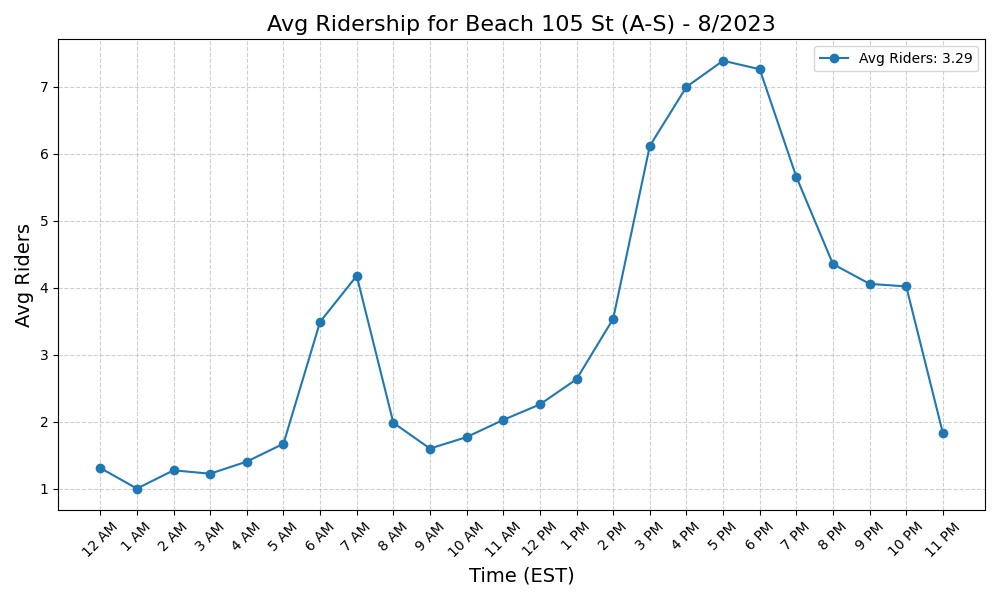 Avg Ridership for Beach 105 St (A-S) - 8/2023
Avg Riders: 3.29
Avg Riders
7
6
5
4
3
2
1
12 AM
1 AM
2 AM
3 AM
4 AM
5 AM
6 AM
7 AM
8 AM
9 AM
10 AM
11 AM
12 PM
1 PM
2 PM
3 PM
4 PM
5 PM
6 PM
7 PM
8 PM
9 PM
10 PM
11 PM
Time (EST)